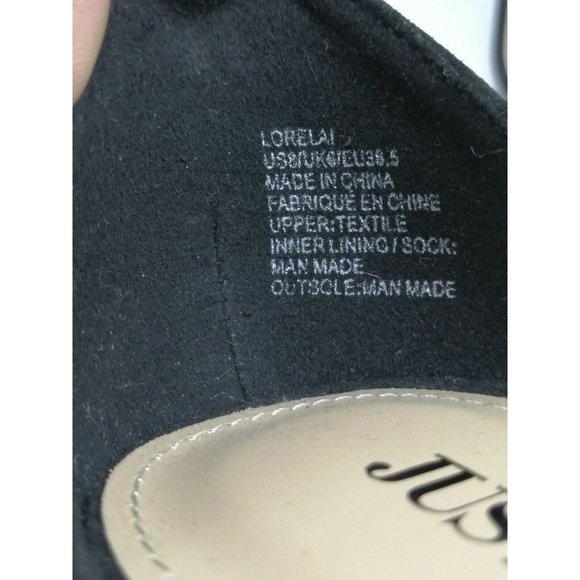 LORELAI
US8/UK6/EU38.5
MADE IN CHINA
FABRIQUÉ EN CHINE
UPPER:TEXTILE
INNER LINING / SOCK:
MAN MADE
OUTSOLE:MAN MADE
JUS